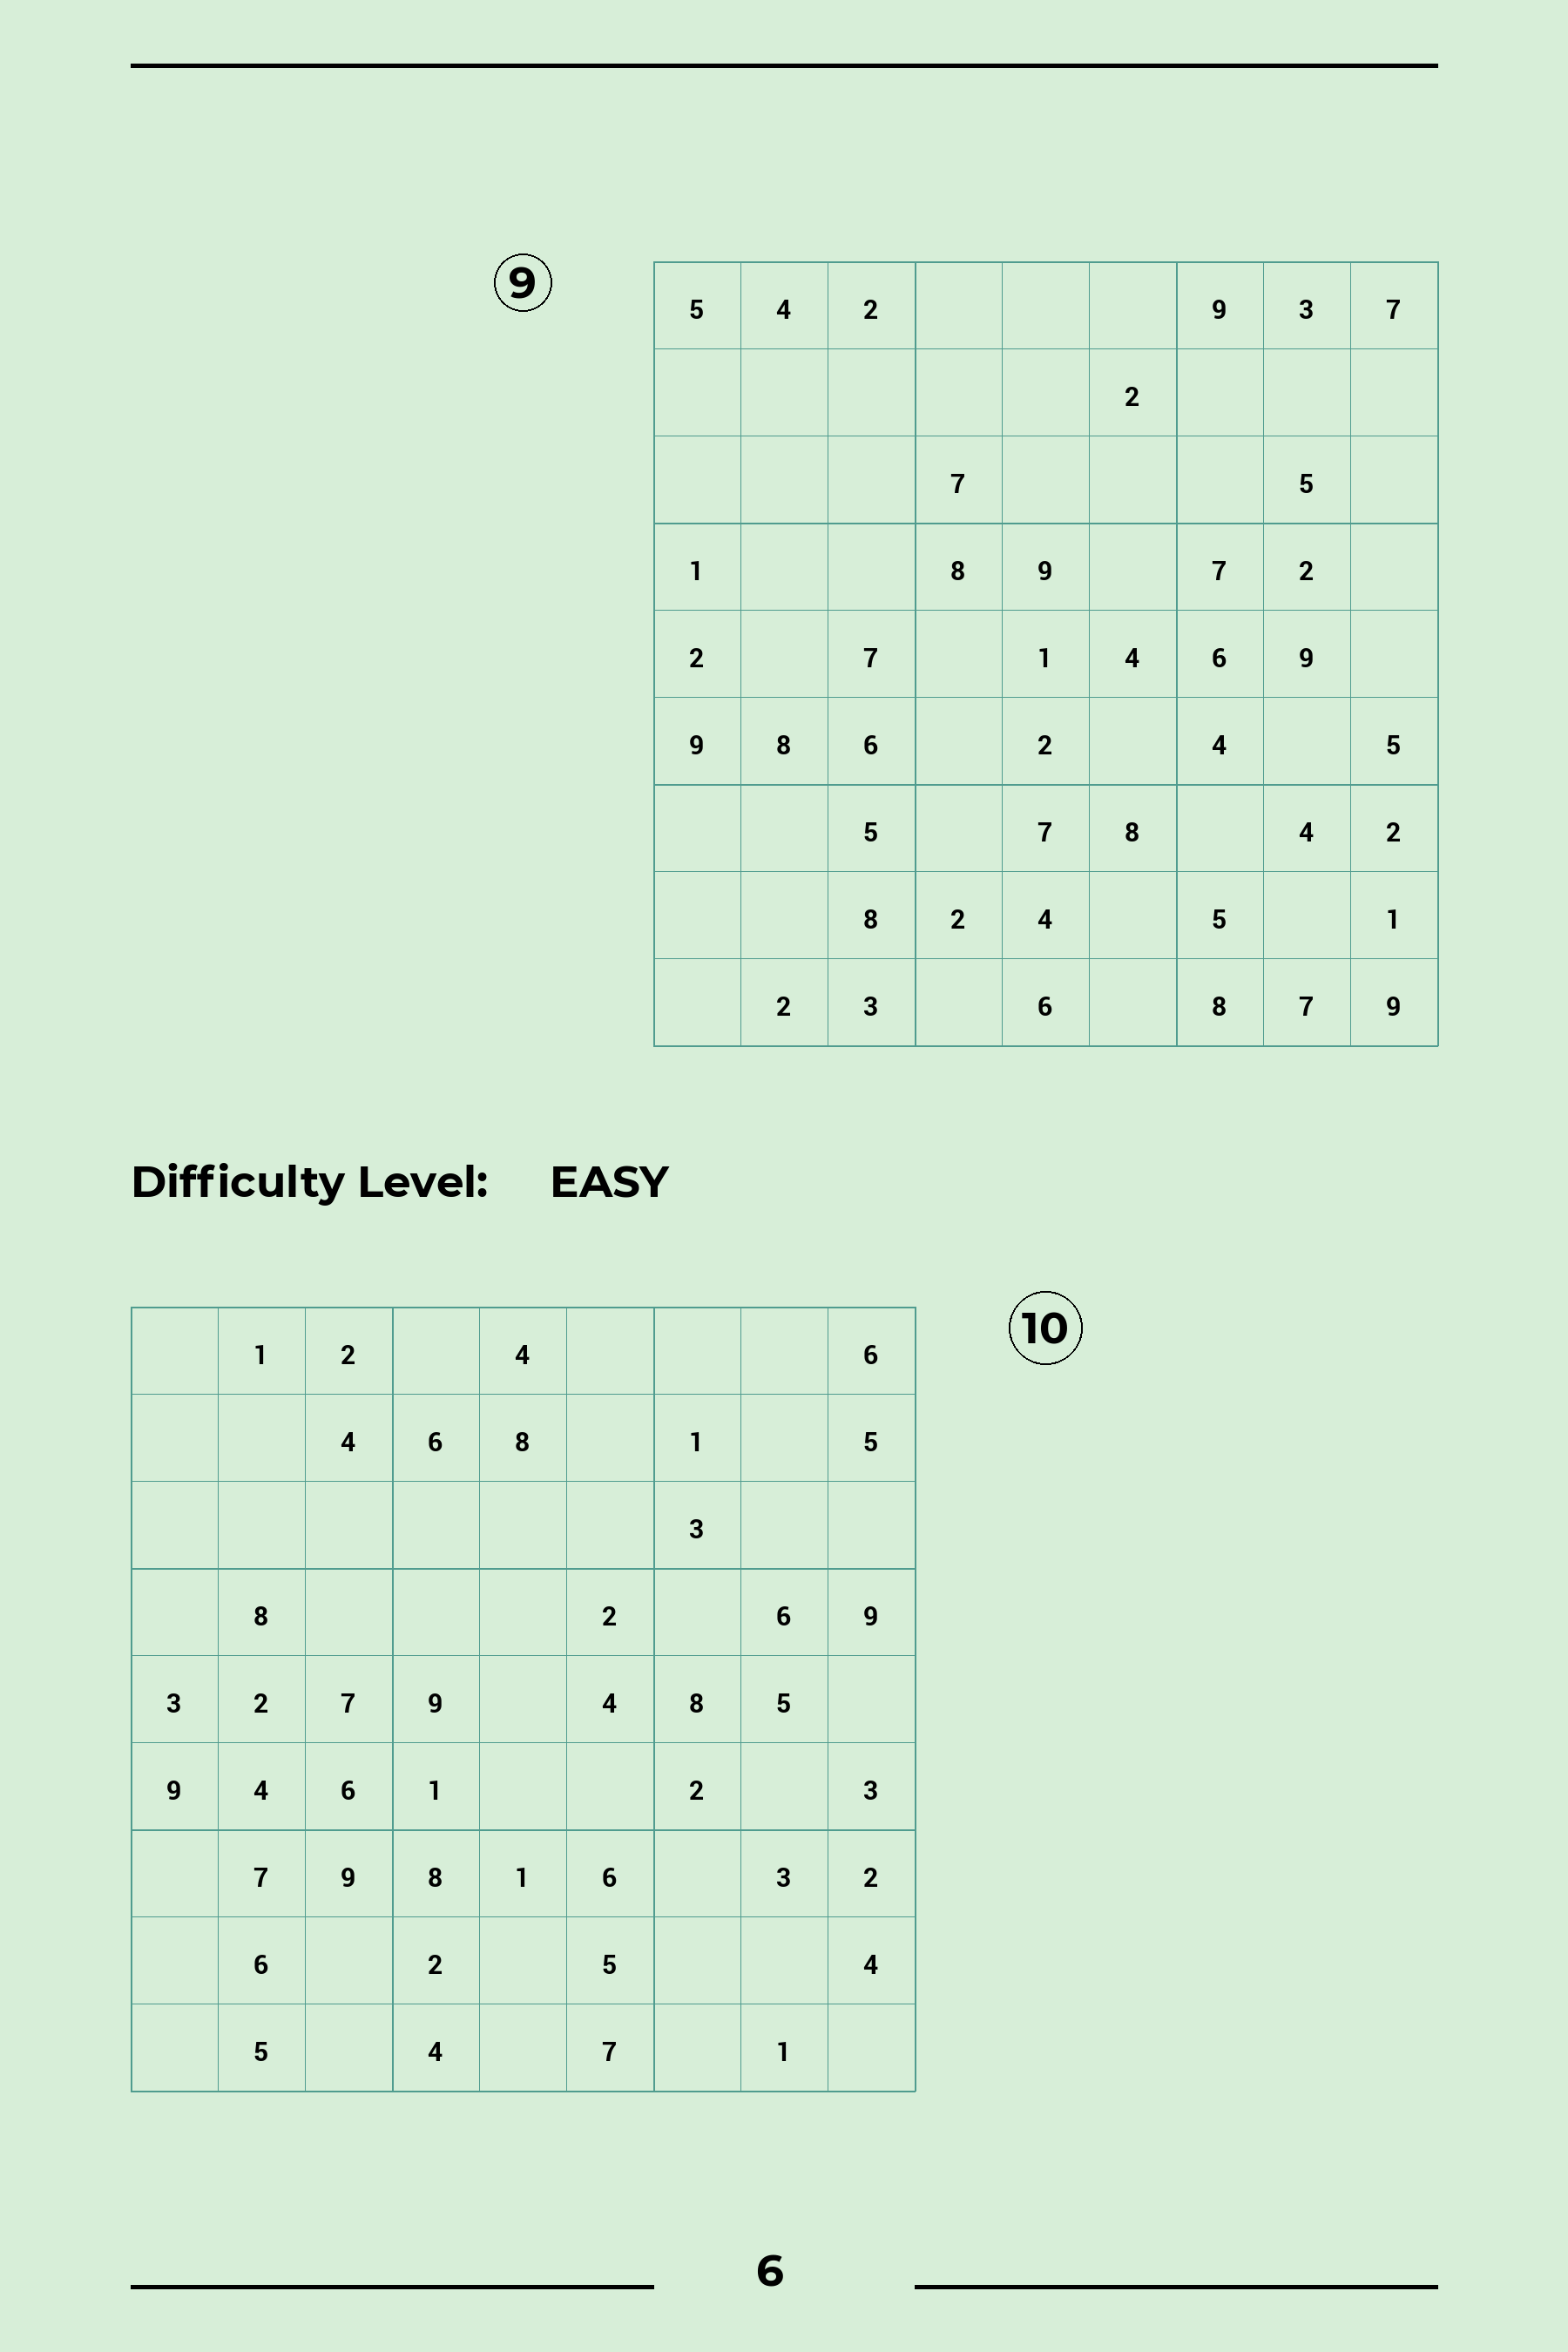 9
5 4 2 9 3 7
2
7 5
1 8 9 7 2
2 7 1 4 6 9
9 8 6 2 4 5
5 7 8 4 2
8 2 4 5 1
2 3 6 8 7 9
Difficulty Level: EASY
10
1 2 4 6
4 6 8 1 5
3
8 2 6 9
3 2 7 9 4 8 5
9 4 6 1 2 3
7 9 8 1 6 3 2
6 2 5 4
5 4 7 1
6